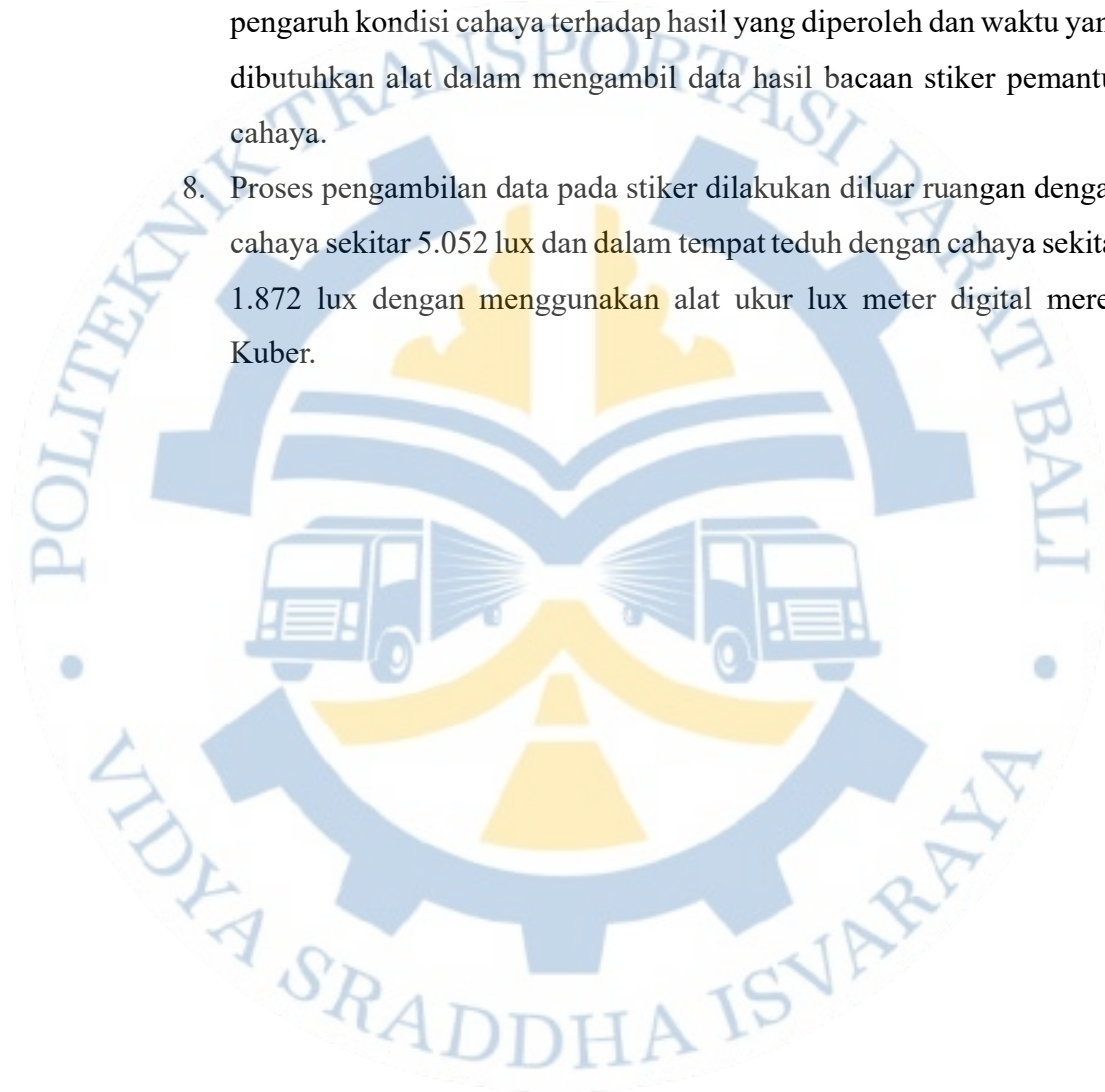 pengaruh kondisi cahaya terhadap hasil yang diperoleh dan waktu yan
dibutuhkan alat dalam mengambil data hasil bacaan stiker pemantu
cahaya.
8. Proses pengambilan data pada stiker dilakukan diluar ruangan denga
cahaya sekitar 5.052 lux dan dalam tempat teduh dengan cahaya sekita
1.872 lux dengan menggunakan alat ukur lux meter digital mere
Kuber.
POLITEKNIK TRANSPORTASI DARAT BALI
VIDYA SRADDHA ISVARAYA